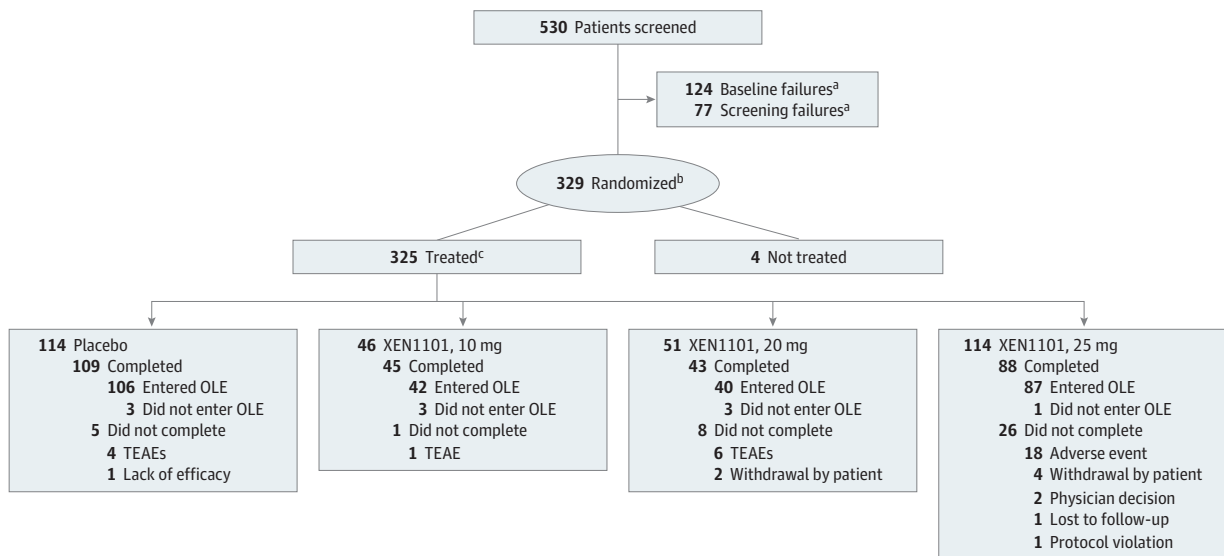 530 Patients screened
124 Baseline failuresᵃ
77 Screening failuresᵃ
329 Randomizedᵇ
325 Treatedᶜ
4 Not treated
114 Placebo
109 Completed
106 Entered OLE
3 Did not enter OLE
5 Did not complete
4 TEAEs
1 Lack of efficacy
46 XEN1101, 10 mg
45 Completed
42 Entered OLE
3 Did not enter OLE
1 Did not complete
1 TEAE
51 XEN1101, 20 mg
43 Completed
40 Entered OLE
3 Did not enter OLE
8 Did not complete
6 TEAEs
2 Withdrawal by patient
114 XEN1101, 25 mg
88 Completed
87 Entered OLE
1 Did not enter OLE
26 Did not complete
18 Adverse event
4 Withdrawal by patient
2 Physician decision
1 Lost to follow-up
1 Protocol violation